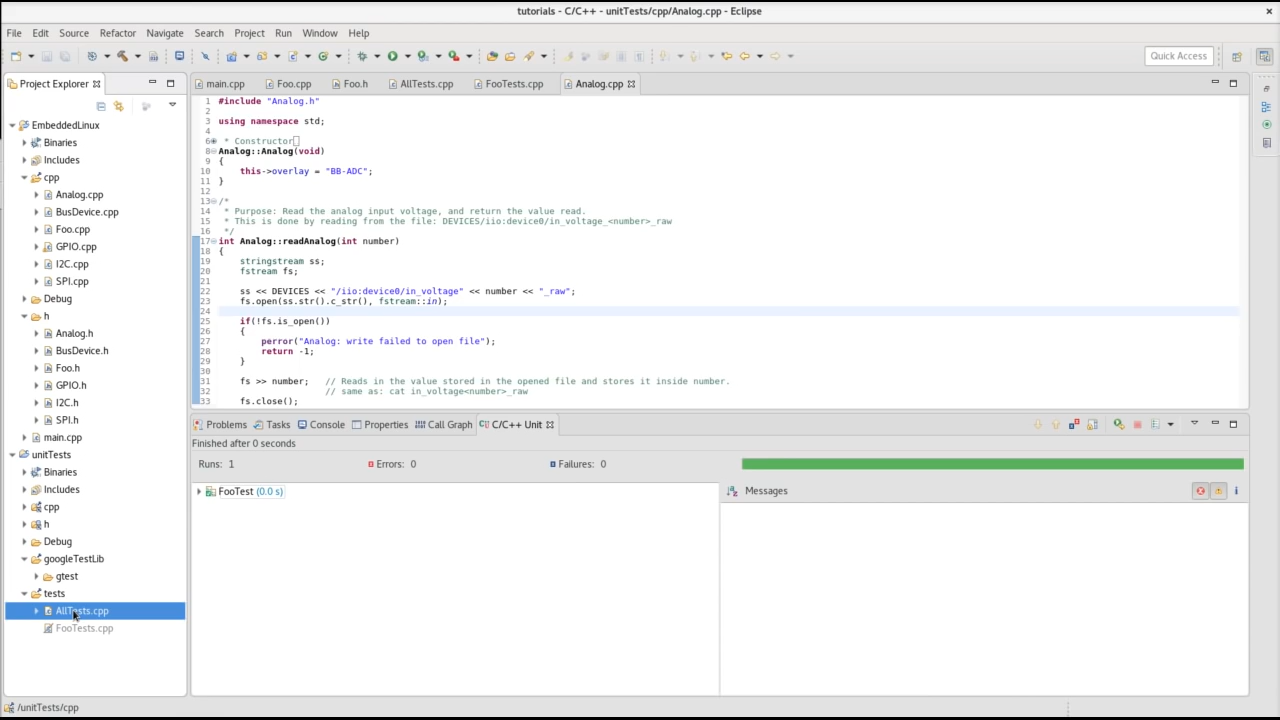 tutorials - C/C++ - unitTests/cpp/Analog.cpp - Eclipse
File Edit Source Refactor Navigate Search Project Run Window Help
Quick Access
Project Explorer
EmbeddedLinux
Binaries
Includes
cpp
Analog.cpp
BusDevice.cpp
Foo.cpp
GPIO.cpp
I2C.cpp
SPI.cpp
Debug
h
Analog.h
BusDevice.h
Foo.h
GPIO.h
I2C.h
SPI.h
main.cpp
unitTests
Binaries
Includes
cpp
h
Debug
googleTestLib
gtest
tests
AllTests.cpp
FooTests.cpp
main.cpp Foo.cpp Foo.h AllTests.cpp FooTests.cpp Analog.cpp
1 #include "Analog.h"
2
3 using namespace std;
4
6 * Constructor
8 Analog::Analog(void)
9 {
10 this->overlay = "BB-ADC";
11 }
12
13 /*
14 * Purpose: Read the analog input voltage, and return the value read.
15 * This is done by reading from the file: DEVICES/iio:device0/in_voltage_<number>_raw
16 */
17 int Analog::readAnalog(int number)
18 {
19 stringstream ss;
20 fstream fs;
21
22 ss << DEVICES << "/iio:device0/in_voltage" << number << "_raw";
23 fs.open(ss.str().c_str(), fstream::in);
24
25 if(!fs.is_open())
26 {
27 perror("Analog: write failed to open file");
28 return -1;
29 }
30
31 fs >> number; // Reads in the value stored in the opened file and stores it inside number.
32 // same as: cat in_voltage<number>_raw
33 fs.close();
Problems Tasks Console Properties Call Graph C/C++ Unit
Finished after 0 seconds
Runs: 1 Errors: 0 Failures: 0
FooTest (0.0 s)
Messages
/unitTests/cpp